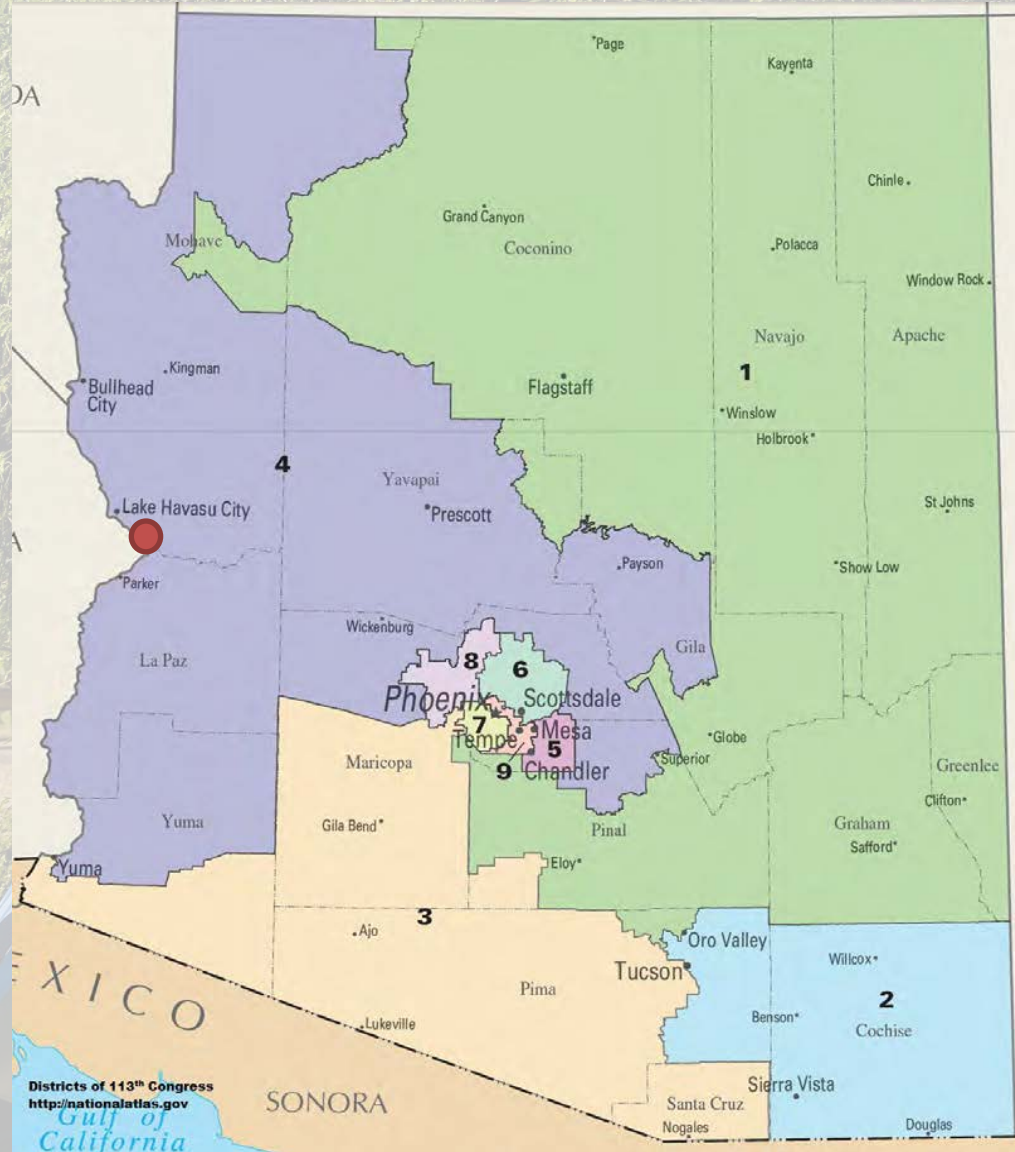 Page
Kayenta
DA
Chinle
Grand Canyon
Mohave
Coconino
Polacca
Window Rock
Navajo
Apache
Kingman
1
Bullhead
City
Flagstaff
Winslow
Holbrook
4
Yavapai
Lake Havasu City
Prescott
St Johns
A
Payson
Show Low
Parker
Wickenburg
La Paz
Gila
8
6
Phoenix
Scottsdale
7
Mesa
Tempe
5
Globe
9
Chandler
Superior
Maricopa
Greenlee
Clifton
Yuma
Gila Bend
Pinal
Graham
Safford
Yuma
Eloy
3
Ajo
Oro Valley
Willcox
Tucson
EXICO
Pima
2
Benson
Cochise
Lukeville
Districts of 113th Congress
http://nationalatlas.gov
SONORA
Sierra Vista
Gulf of
California
Santa Cruz
Nogales
Douglas